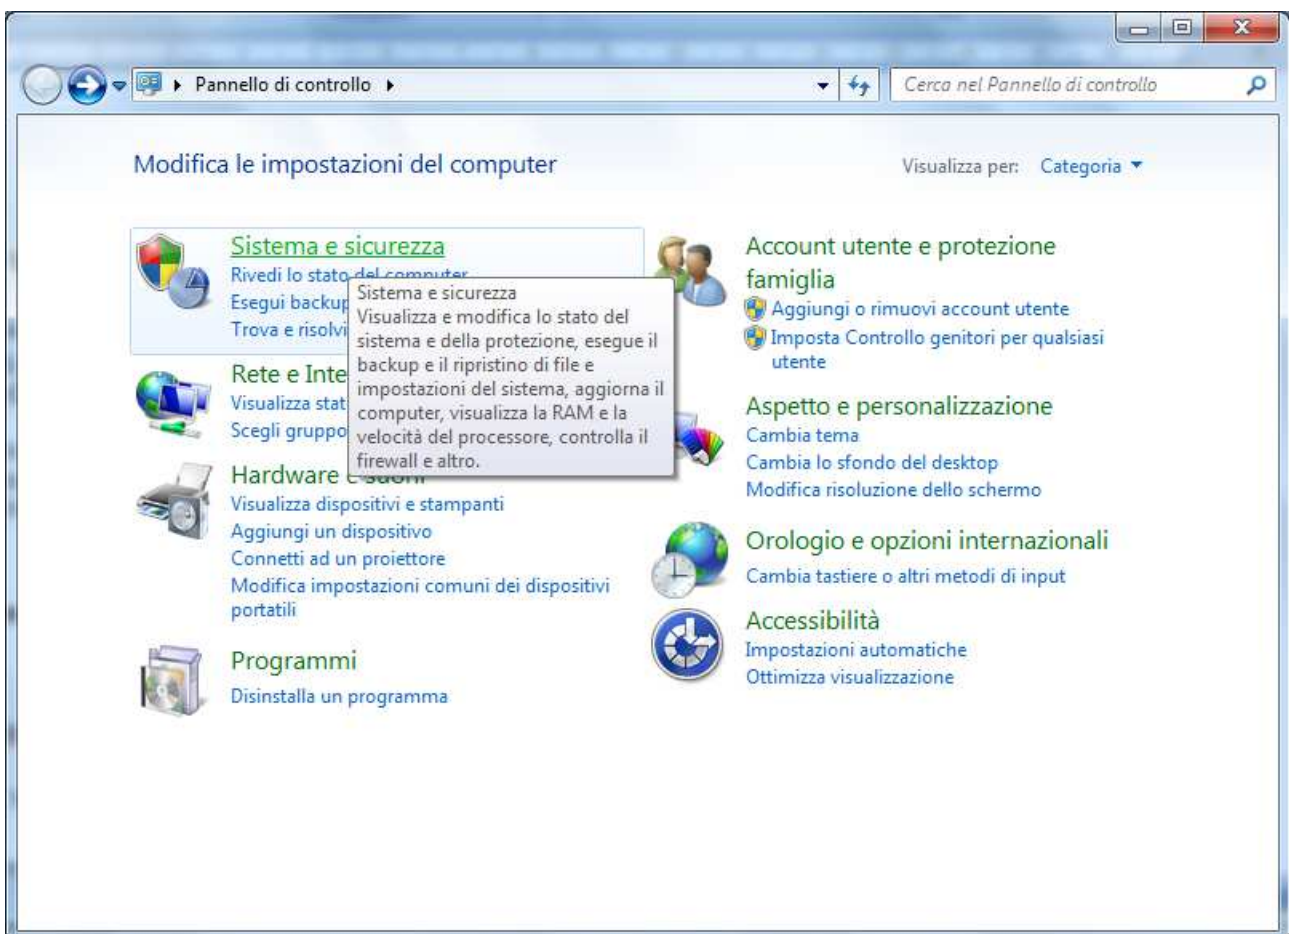 Pannello di controllo
Cerca nel Pannello di controllo
Modifica le impostazioni del computer
Visualizza per: Categoria
Sistema e sicurezza
Rivedi lo stato del computer
Esegui backup
Trova e risolvi
Sistema e sicurezza
Visualizza e modifica lo stato del
sistema e della protezione, esegue il
backup e il ripristino di file e
impostazioni del sistema, aggiorna il
computer, visualizza la RAM e la
velocità del processore, controlla il
firewall e altro.
Rete e
Visualizza
Scegli gruppo
Hardware e suoni
Visualizza dispositivi e stampanti
Aggiungi un dispositivo
Connetti ad un proiettore
Modifica impostazioni comuni dei dispositivi
portatili
Programmi
Disinstalla un programma
Account utente e protezione
famiglia
Aggiungi o rimuovi account utente
Imposta Controllo genitori per qualsiasi
utente
Aspetto e personalizzazione
Cambia tema
Cambia lo sfondo del desktop
Modifica risoluzione dello schermo
Orologio e opzioni internazionali
Cambia tastiere o altri metodi di input
Accessibilità
Impostazioni automatiche
Ottimizza visualizzazione